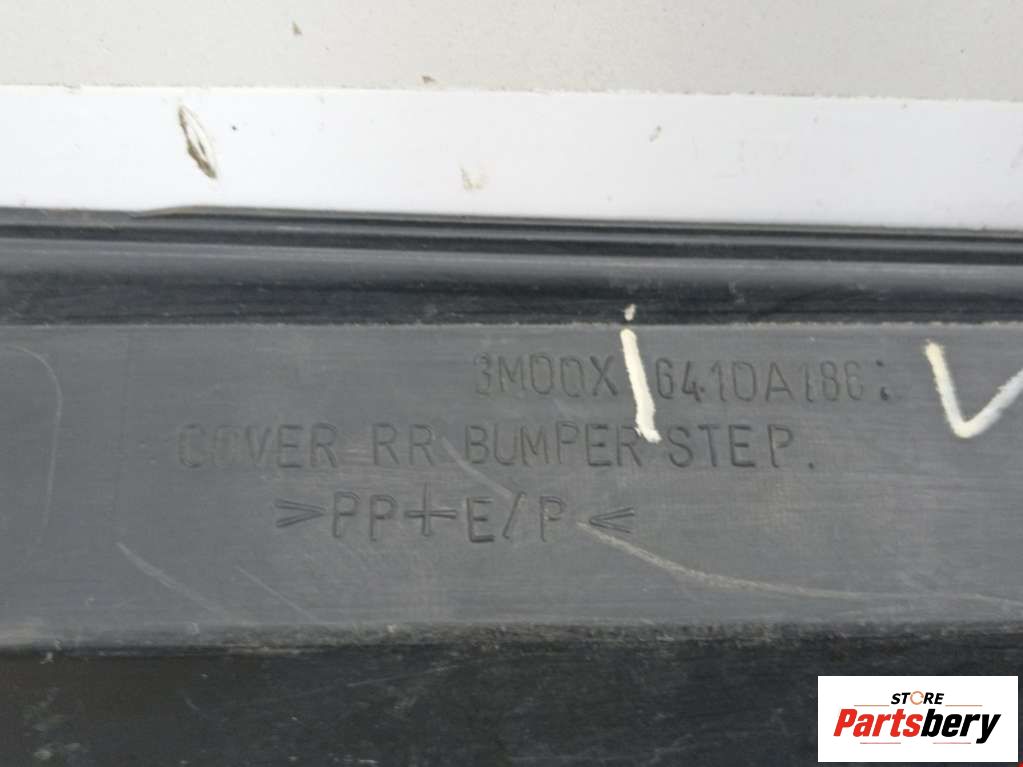 3M00X 6410A186:
COVER RR BUMPER STEP.
>PP+E/P<
STORE
Partsbery